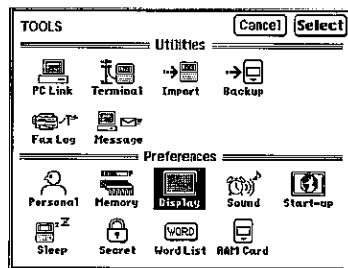 TOOLS Cancel Select
Utilities
PC Link Terminal Import Backup
Fax Log Message
Preferences
Personal Memory Display Sound Start-up
Z Z
WORD
Sleep Secret Word List RAM Card